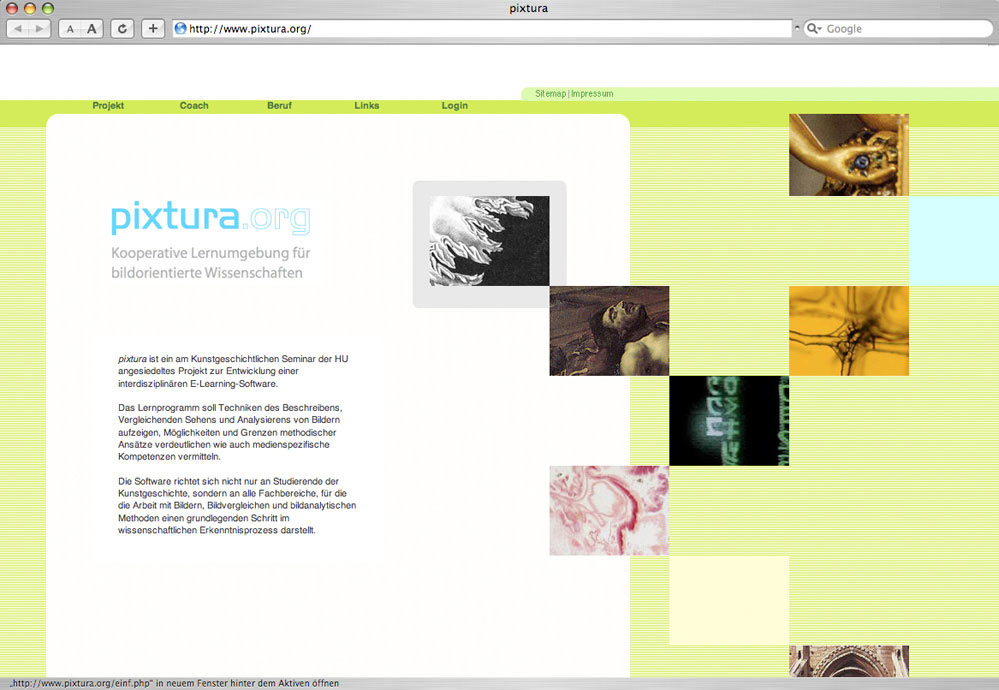 pixtura
A A
http://www.pixtura.org/
Google
Sitemap | Impressum
Projekt Coach Beruf Links Login
pixtura.org
Kooperative Lernumgebung für
bildorientierte Wissenschaften
pixtura ist ein am Kunstgeschichtlichen Seminar der HU
angesiedeltes Projekt zur Entwicklung einer
interdisziplinären E-Learning-Software.
Das Lernprogramm soll Techniken des Beschreibens,
Vergleichenden Sehens und Analysierens von Bildern
aufzeigen, Möglichkeiten und Grenzen methodischer
Ansätze verdeutlichen wie auch medienspezifische
Kompetenzen vermitteln.
Die Software richtet sich nicht nur an Studierende der
Kunstgeschichte, sondern an alle Fachbereiche, für die
die Arbeit mit Bildern, Bildvergleichen und bildanalytischen
Methoden einen grundlegenden Schritt im
wissenschaftlichen Erkenntnisprozess darstellt.
„http://www.pixtura.org/einf.php" in neuem Fenster hinter dem Aktiven öffnen